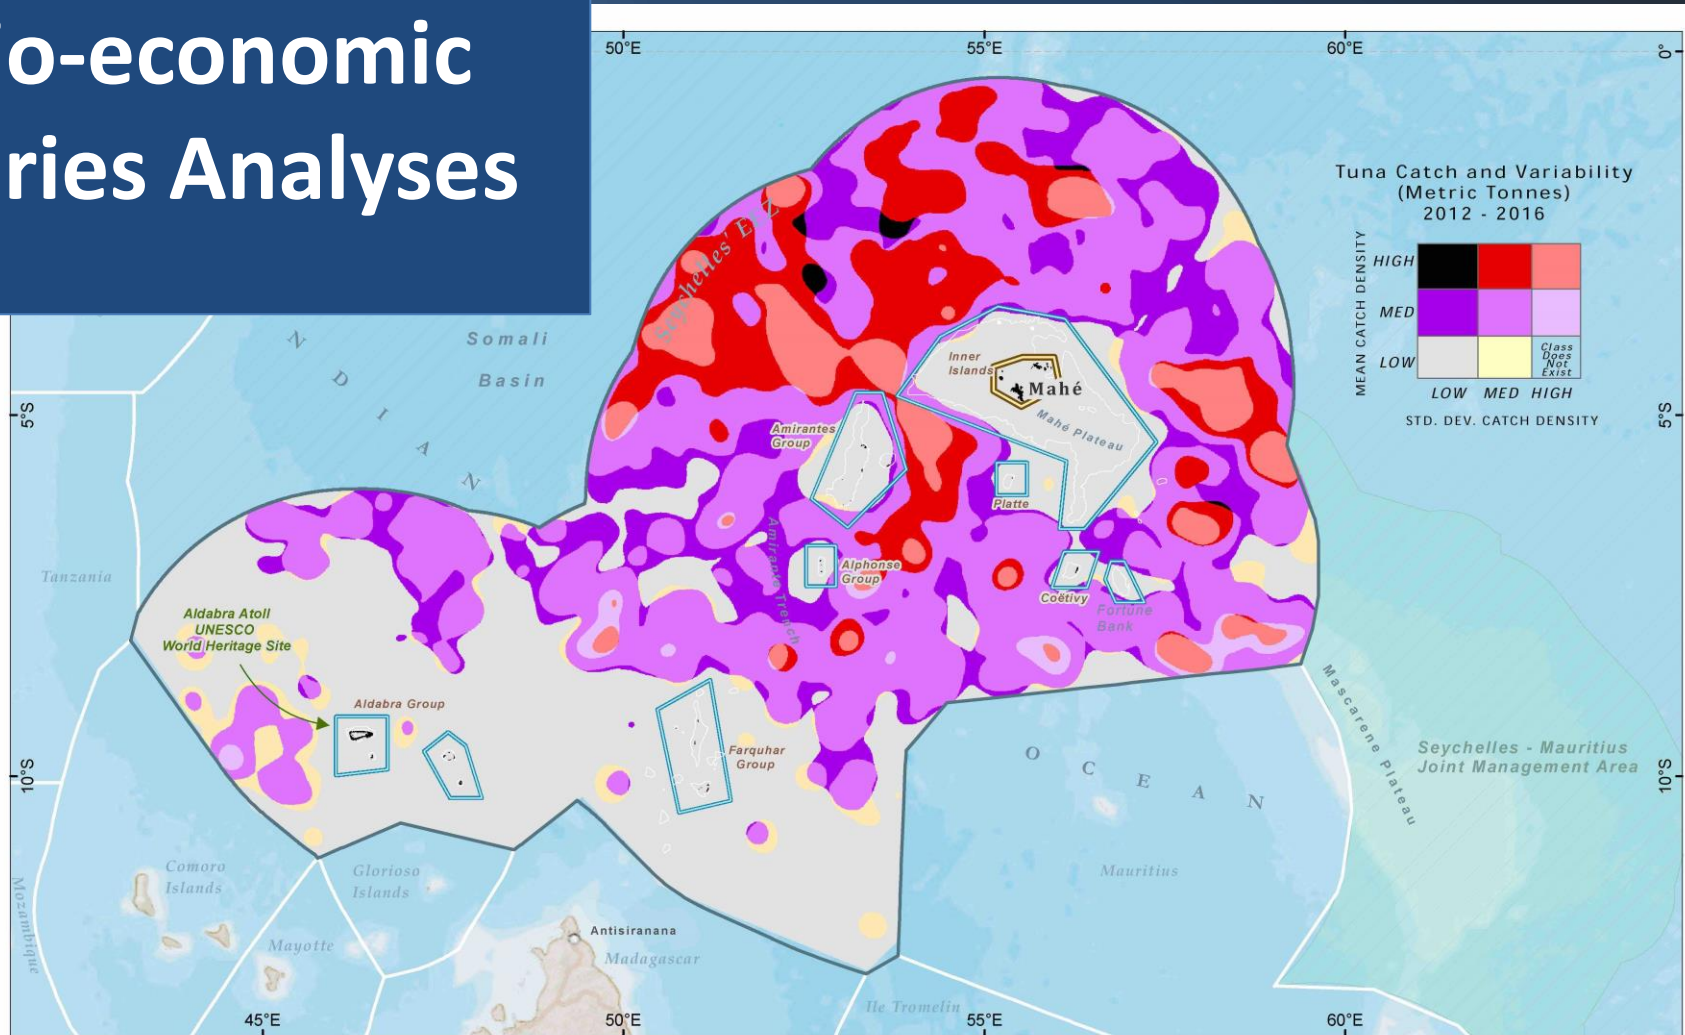 io-economic
ries Analyses
50°E
55°E
60°E
0°
Tuna Catch and Variability
(Metric Tonnes)
2012 - 2016
MEAN CATCH DENSITY
HIGH
MED
LOW
Class
Does
Not
Exist
LOW MED HIGH
STD. DEV. CATCH DENSITY
Seychelles' EEZ
Somali
Basin
INDIAN
Inner
Islands
Mahé
Mahé Plateau
5°S
5°S
Amirantes
Group
Platte
Amirante Trench
Alphonse
Group
Coëtivy
Fortune
Bank
Tanzania
Aldabra Atoll
UNESCO
World Heritage Site
Aldabra Group
Farquhar
Group
OCEAN
Mascarene Plateau
Seychelles - Mauritius
Joint Management Area
10°S
10°S
Comoro
Islands
Glorioso
Islands
Mauritius
Mozambique
Mayotte
Antisiranana
Madagascar
Ile Tromelin
45°E
50°E
55°E
60°E